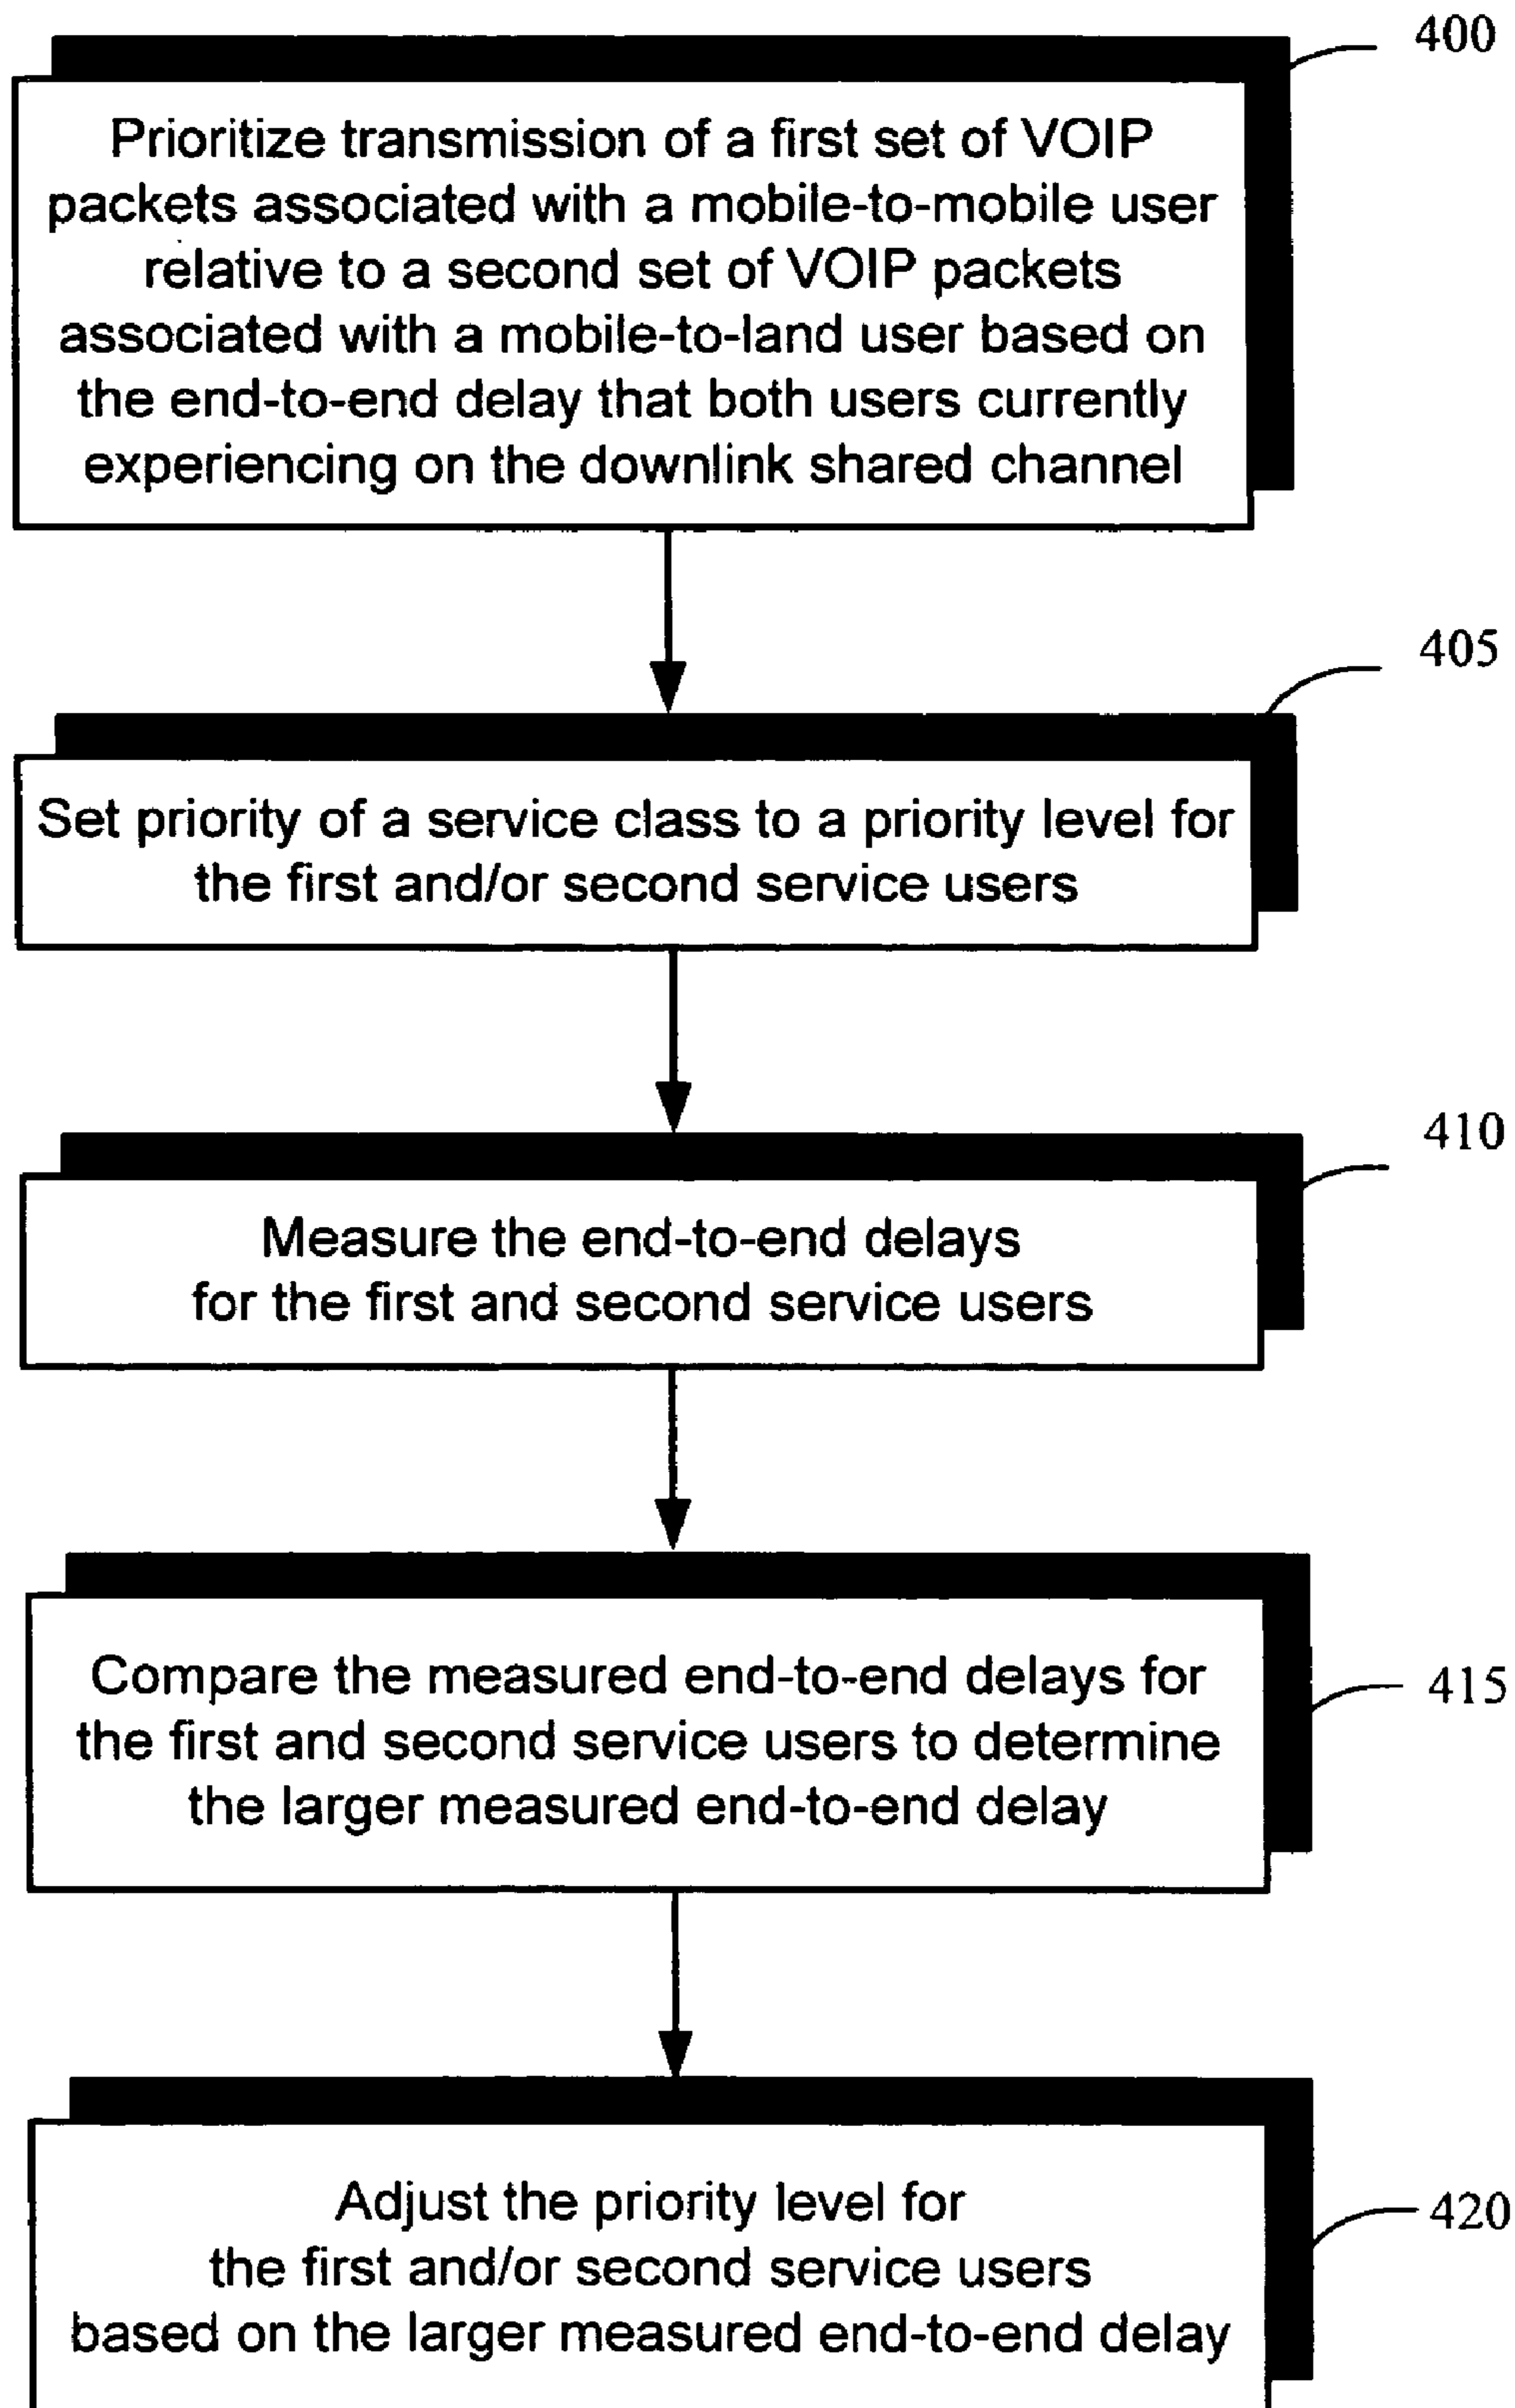 400
Prioritize transmission of a first set of VOIP
packets associated with a mobile-to-mobile user
relative to a second set of VOIP packets
associated with a mobile-to-land user based on
the end-to-end delay that both users currently
experiencing on the downlink shared channel
405
Set priority of a service class to a priority level for
the first and/or second service users
410
Measure the end-to-end delays
for the first and second service users
415
Compare the measured end-to-end delays for
the first and second service users to determine
the larger measured end-to-end delay
420
Adjust the priority level for
the first and/or second service users
based on the larger measured end-to-end delay